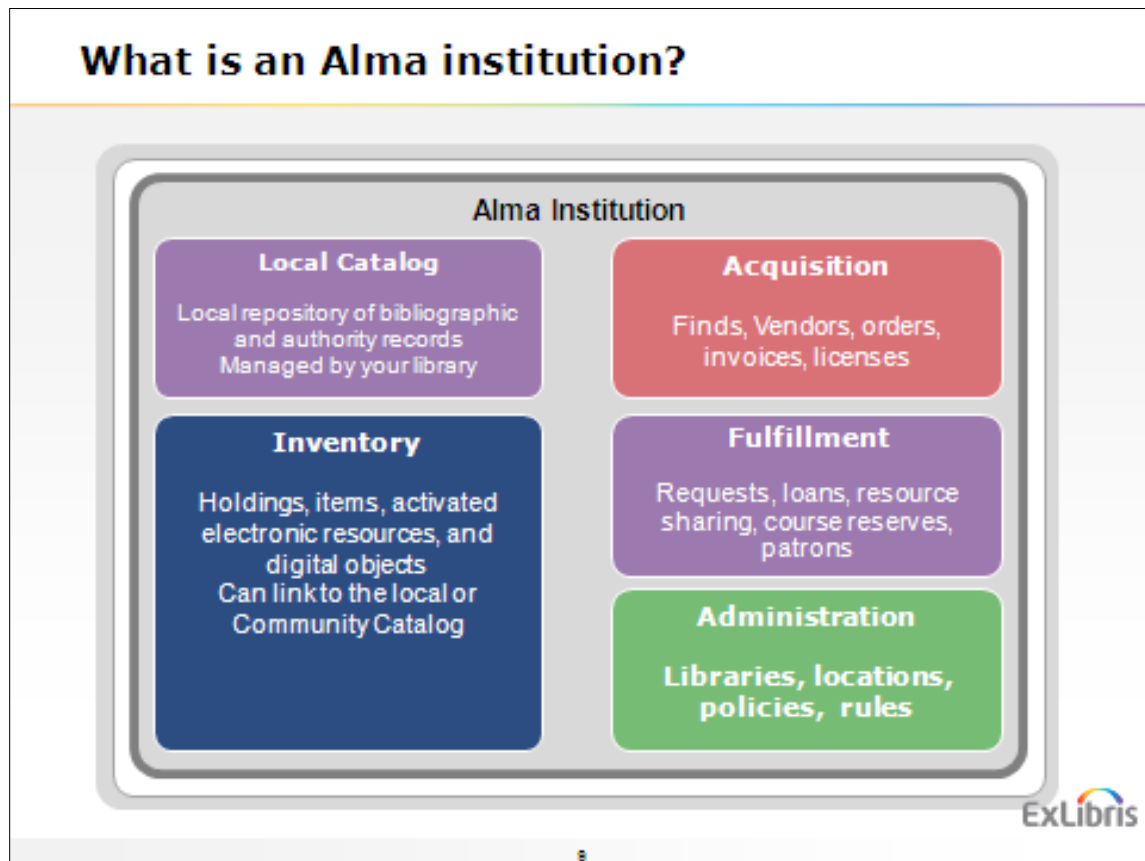 What is an Alma institution?
Alma Institution
Local Catalog
Local repository of bibliographic
and authority records
Managed by your library
Inventory
Holdings, items, activated
electronic resources, and
digital objects
Can link to the local or
Community Catalog
Acquisition
Finds, Vendors, orders,
invoices, licenses
Fulfillment
Requests, loans, resource
sharing, course reserves,
patrons
Administration
Libraries, locations,
policies, rules
ExLibris